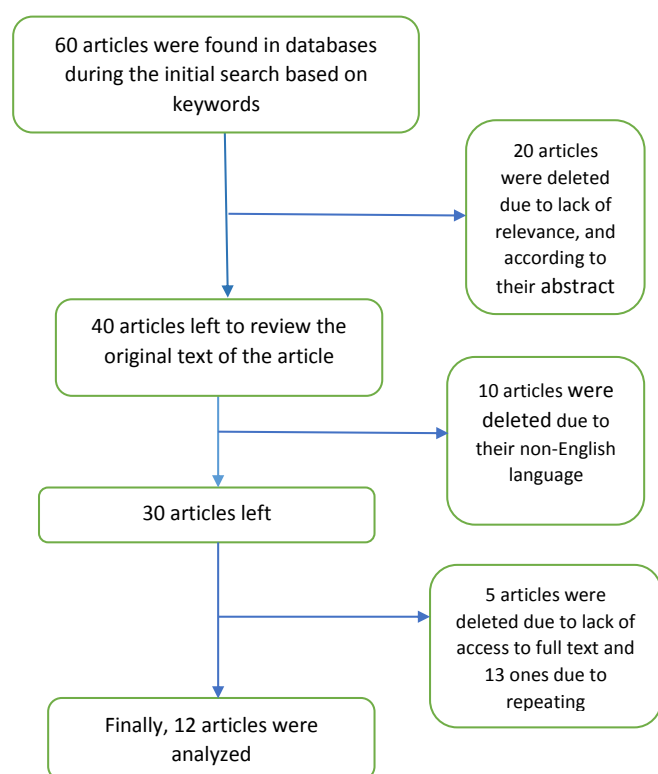 60 articles were found in databases
during the initial search based on
keywords
20 articles
were deleted
due to lack of
relevance, and
according to
their abstract
40 articles left to review the
original text of the article
10 articles were
deleted due to
their non-English
language
30 articles left
5 articles were
deleted due to lack of
access to full text and
13 ones due to
repeating
Finally, 12 articles were
analyzed